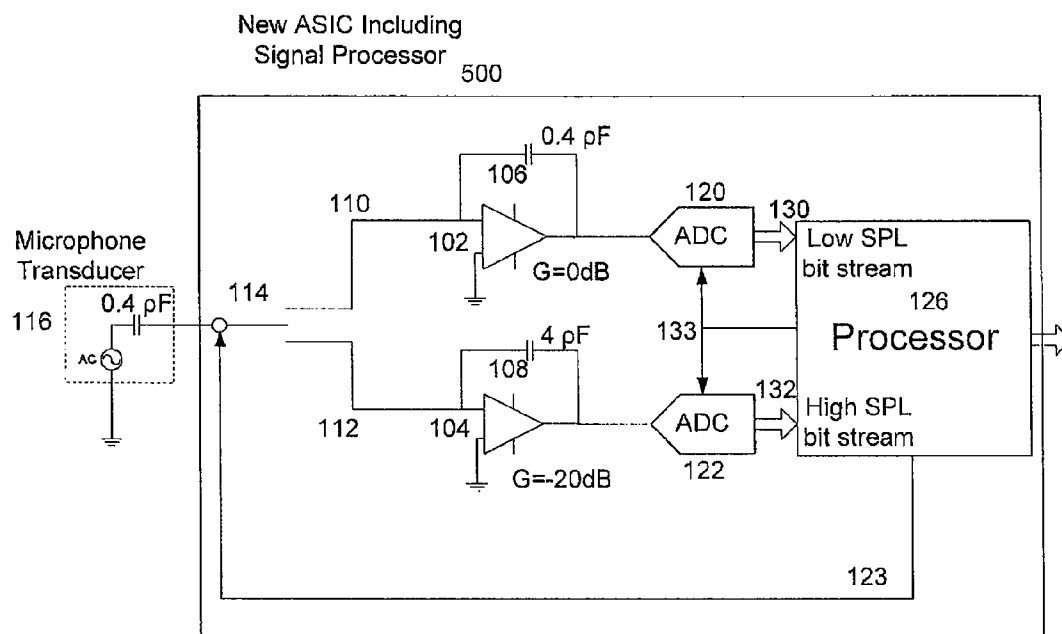 New ASIC Including
Signal Processor
500
0.4 pF
106
110
102
G=0dB
120
ADC
130
Low SPL
bit stream
126
Processor
Microphone
Transducer
0.4 pF
116
AC
114
133
4 pF
108
112
104
G=-20dB
ADC
122
132
High SPL
bit stream
123